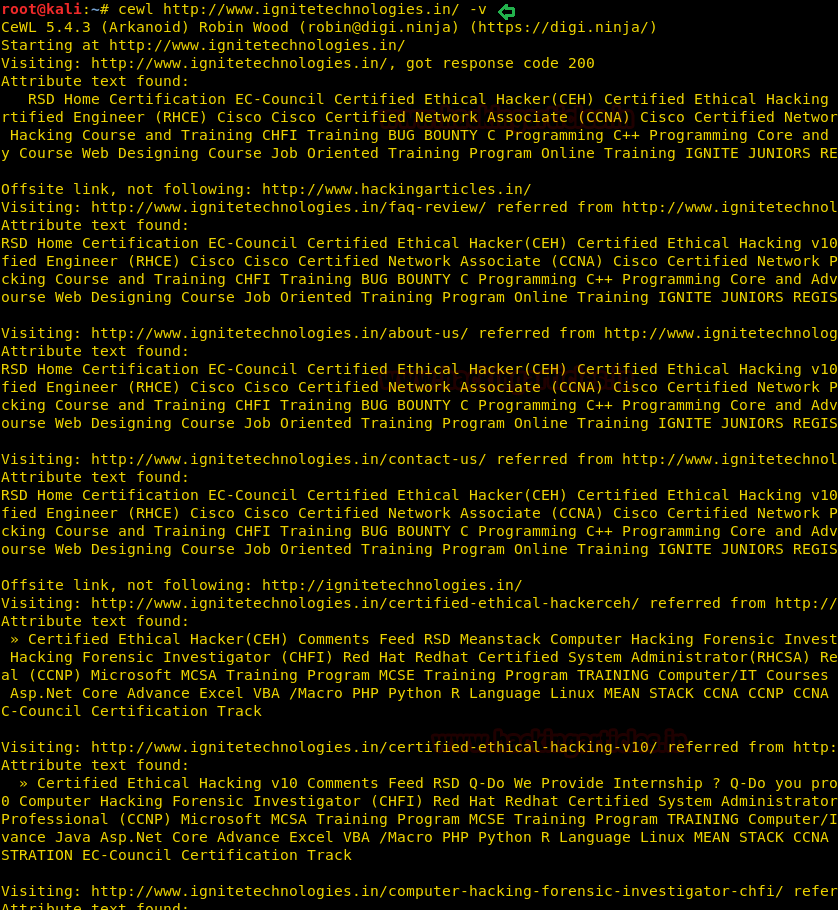 root@kali:~# cewl http://www.ignitetechnologies.in/ -v
CeWL 5.4.3 (Arkanoid) Robin Wood (robin@digi.ninja) (https://digi.ninja/)
Starting at http://www.ignitetechnologies.in/
Visiting: http://www.ignitetechnologies.in/, got response code 200
Attribute text found:
RSD Home Certification EC-Council Certified Ethical Hacker(CEH) Certified Ethical Hacking
rtified Engineer (RHCE) Cisco Cisco Certified Network Associate (CCNA) Cisco Certified Networ
Hacking Course and Training CHFI Training BUG BOUNTY C Programming C++ Programming Core and
y Course Web Designing Course Job Oriented Training Program Online Training IGNITE JUNIORS RE
Offsite link, not following: http://www.hackingarticles.in/
Visiting: http://www.ignitetechnologies.in/faq-review/ referred from http://www.ignitetechnol
Attribute text found:
RSD Home Certification EC-Council Certified Ethical Hacker(CEH) Certified Ethical Hacking v10
fied Engineer (RHCE) Cisco Cisco Certified Network Associate (CCNA) Cisco Certified Network P
cking Course and Training CHFI Training BUG BOUNTY C Programming C++ Programming Core and Adv
ourse Web Designing Course Job Oriented Training Program Online Training IGNITE JUNIORS REGIS
Visiting: http://www.ignitetechnologies.in/about-us/ referred from http://www.ignitetechnolog
Attribute text found:
RSD Home Certification EC-Council Certified Ethical Hacker(CEH) Certified Ethical Hacking v10
fied Engineer (RHCE) Cisco Cisco Certified Network Associate (CCNA) Cisco Certified Network P
cking Course and Training CHFI Training BUG BOUNTY C Programming C++ Programming Core and Adv
ourse Web Designing Course Job Oriented Training Program Online Training IGNITE JUNIORS REGIS
Visiting: http://www.ignitetechnologies.in/contact-us/ referred from http://www.ignitetechnol
Attribute text found:
RSD Home Certification EC-Council Certified Ethical Hacker(CEH) Certified Ethical Hacking v10
fied Engineer (RHCE) Cisco Cisco Certified Network Associate (CCNA) Cisco Certified Network P
cking Course and Training CHFI Training BUG BOUNTY C Programming C++ Programming Core and Adv
ourse Web Designing Course Job Oriented Training Program Online Training IGNITE JUNIORS REGIS
Offsite link, not following: http://ignitetechnologies.in/
Visiting: http://www.ignitetechnologies.in/certified-ethical-hackerceh/ referred from http://
Attribute text found:
» Certified Ethical Hacker(CEH) Comments Feed RSD Meanstack Computer Hacking Forensic Invest
Hacking Forensic Investigator (CHFI) Red Hat Redhat Certified System Administrator(RHCSA) Re
al (CCNP) Microsoft MCSA Training Program MCSE Training Program TRAINING Computer/IT Courses
Asp.Net Core Advance Excel VBA /Macro PHP Python R Language Linux MEAN STACK CCNA CCNP CCNA
C-Council Certification Track
www.hackingarticles.in
Visiting: http://www.ignitetechnologies.in/certified-ethical-hacking-v10/ referred from http:
Attribute text found:
» Certified Ethical Hacking v10 Comments Feed RSD Q-Do We Provide Internship ? Q-Do you pro
0 Computer Hacking Forensic Investigator (CHFI) Red Hat Redhat Certified System Administrator
Professional (CCNP) Microsoft MCSA Training Program MCSE Training Program TRAINING Computer/I
vance Java Asp.Net Core Advance Excel VBA /Macro PHP Python R Language Linux MEAN STACK CCNA
STRATION EC-Council Certification Track
Visiting: http://www.ignitetechnologies.in/computer-hacking-forensic-investigator-chfi/ refer
Attribute text found: